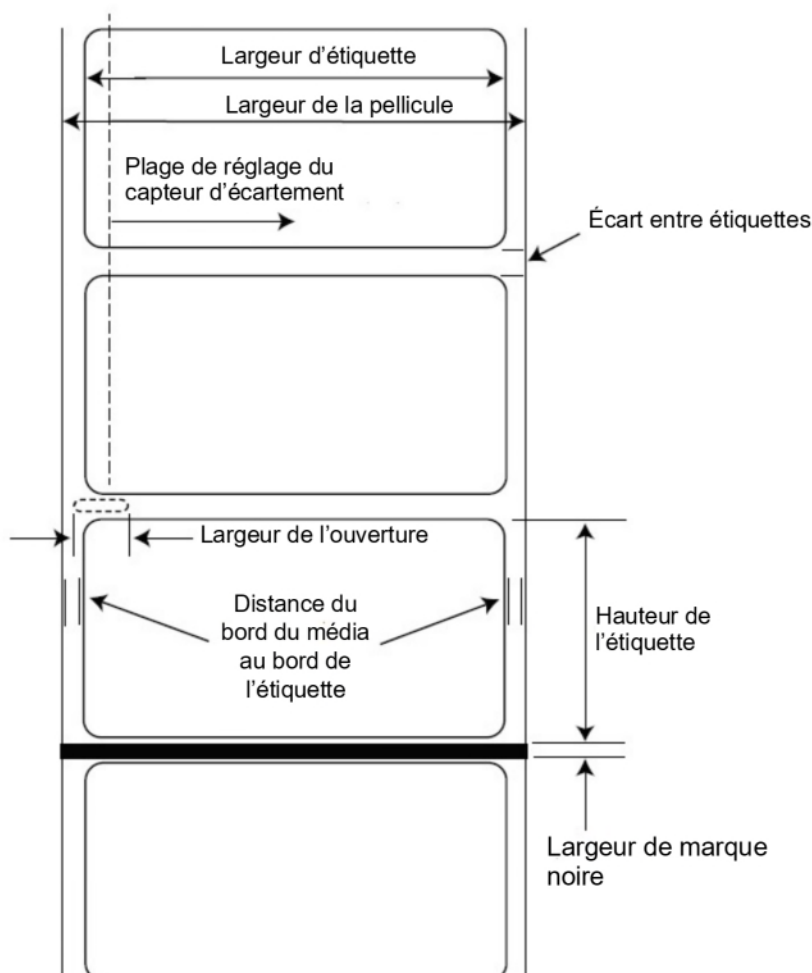 Largeur d’étiquette
Largeur de la pellicule
Plage de réglage du
capteur d’écartement
Écart entre étiquettes
Largeur de l’ouverture
Distance du
bord du média
au bord de
l’étiquette
Hauteur de
l’étiquette
Largeur de marque
noire